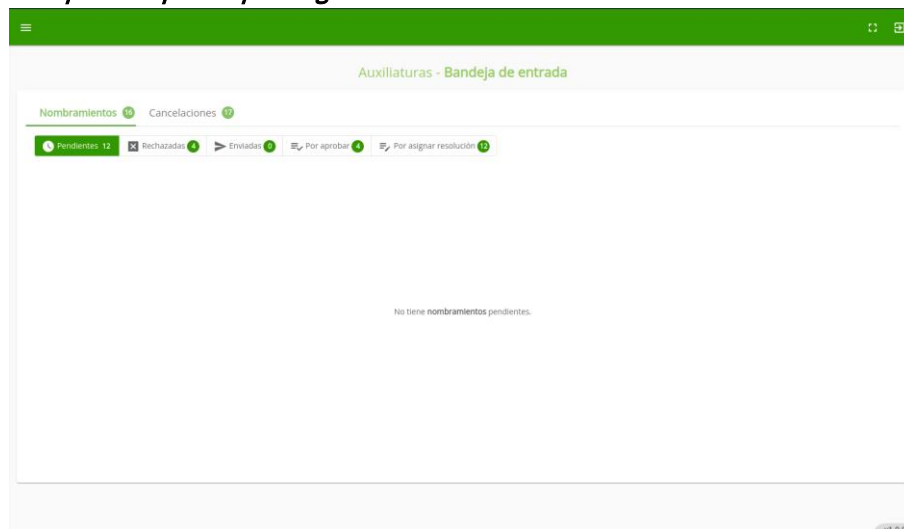 Auxiliaturas - Bandeja de entrada
Nombramientos 16 Cancelaciones 17
Pendientes 12 Rechazadas 4 Enviadas 0 Por aprobar 4 Por asignar resolución 12
No tiene nombramientos pendientes.